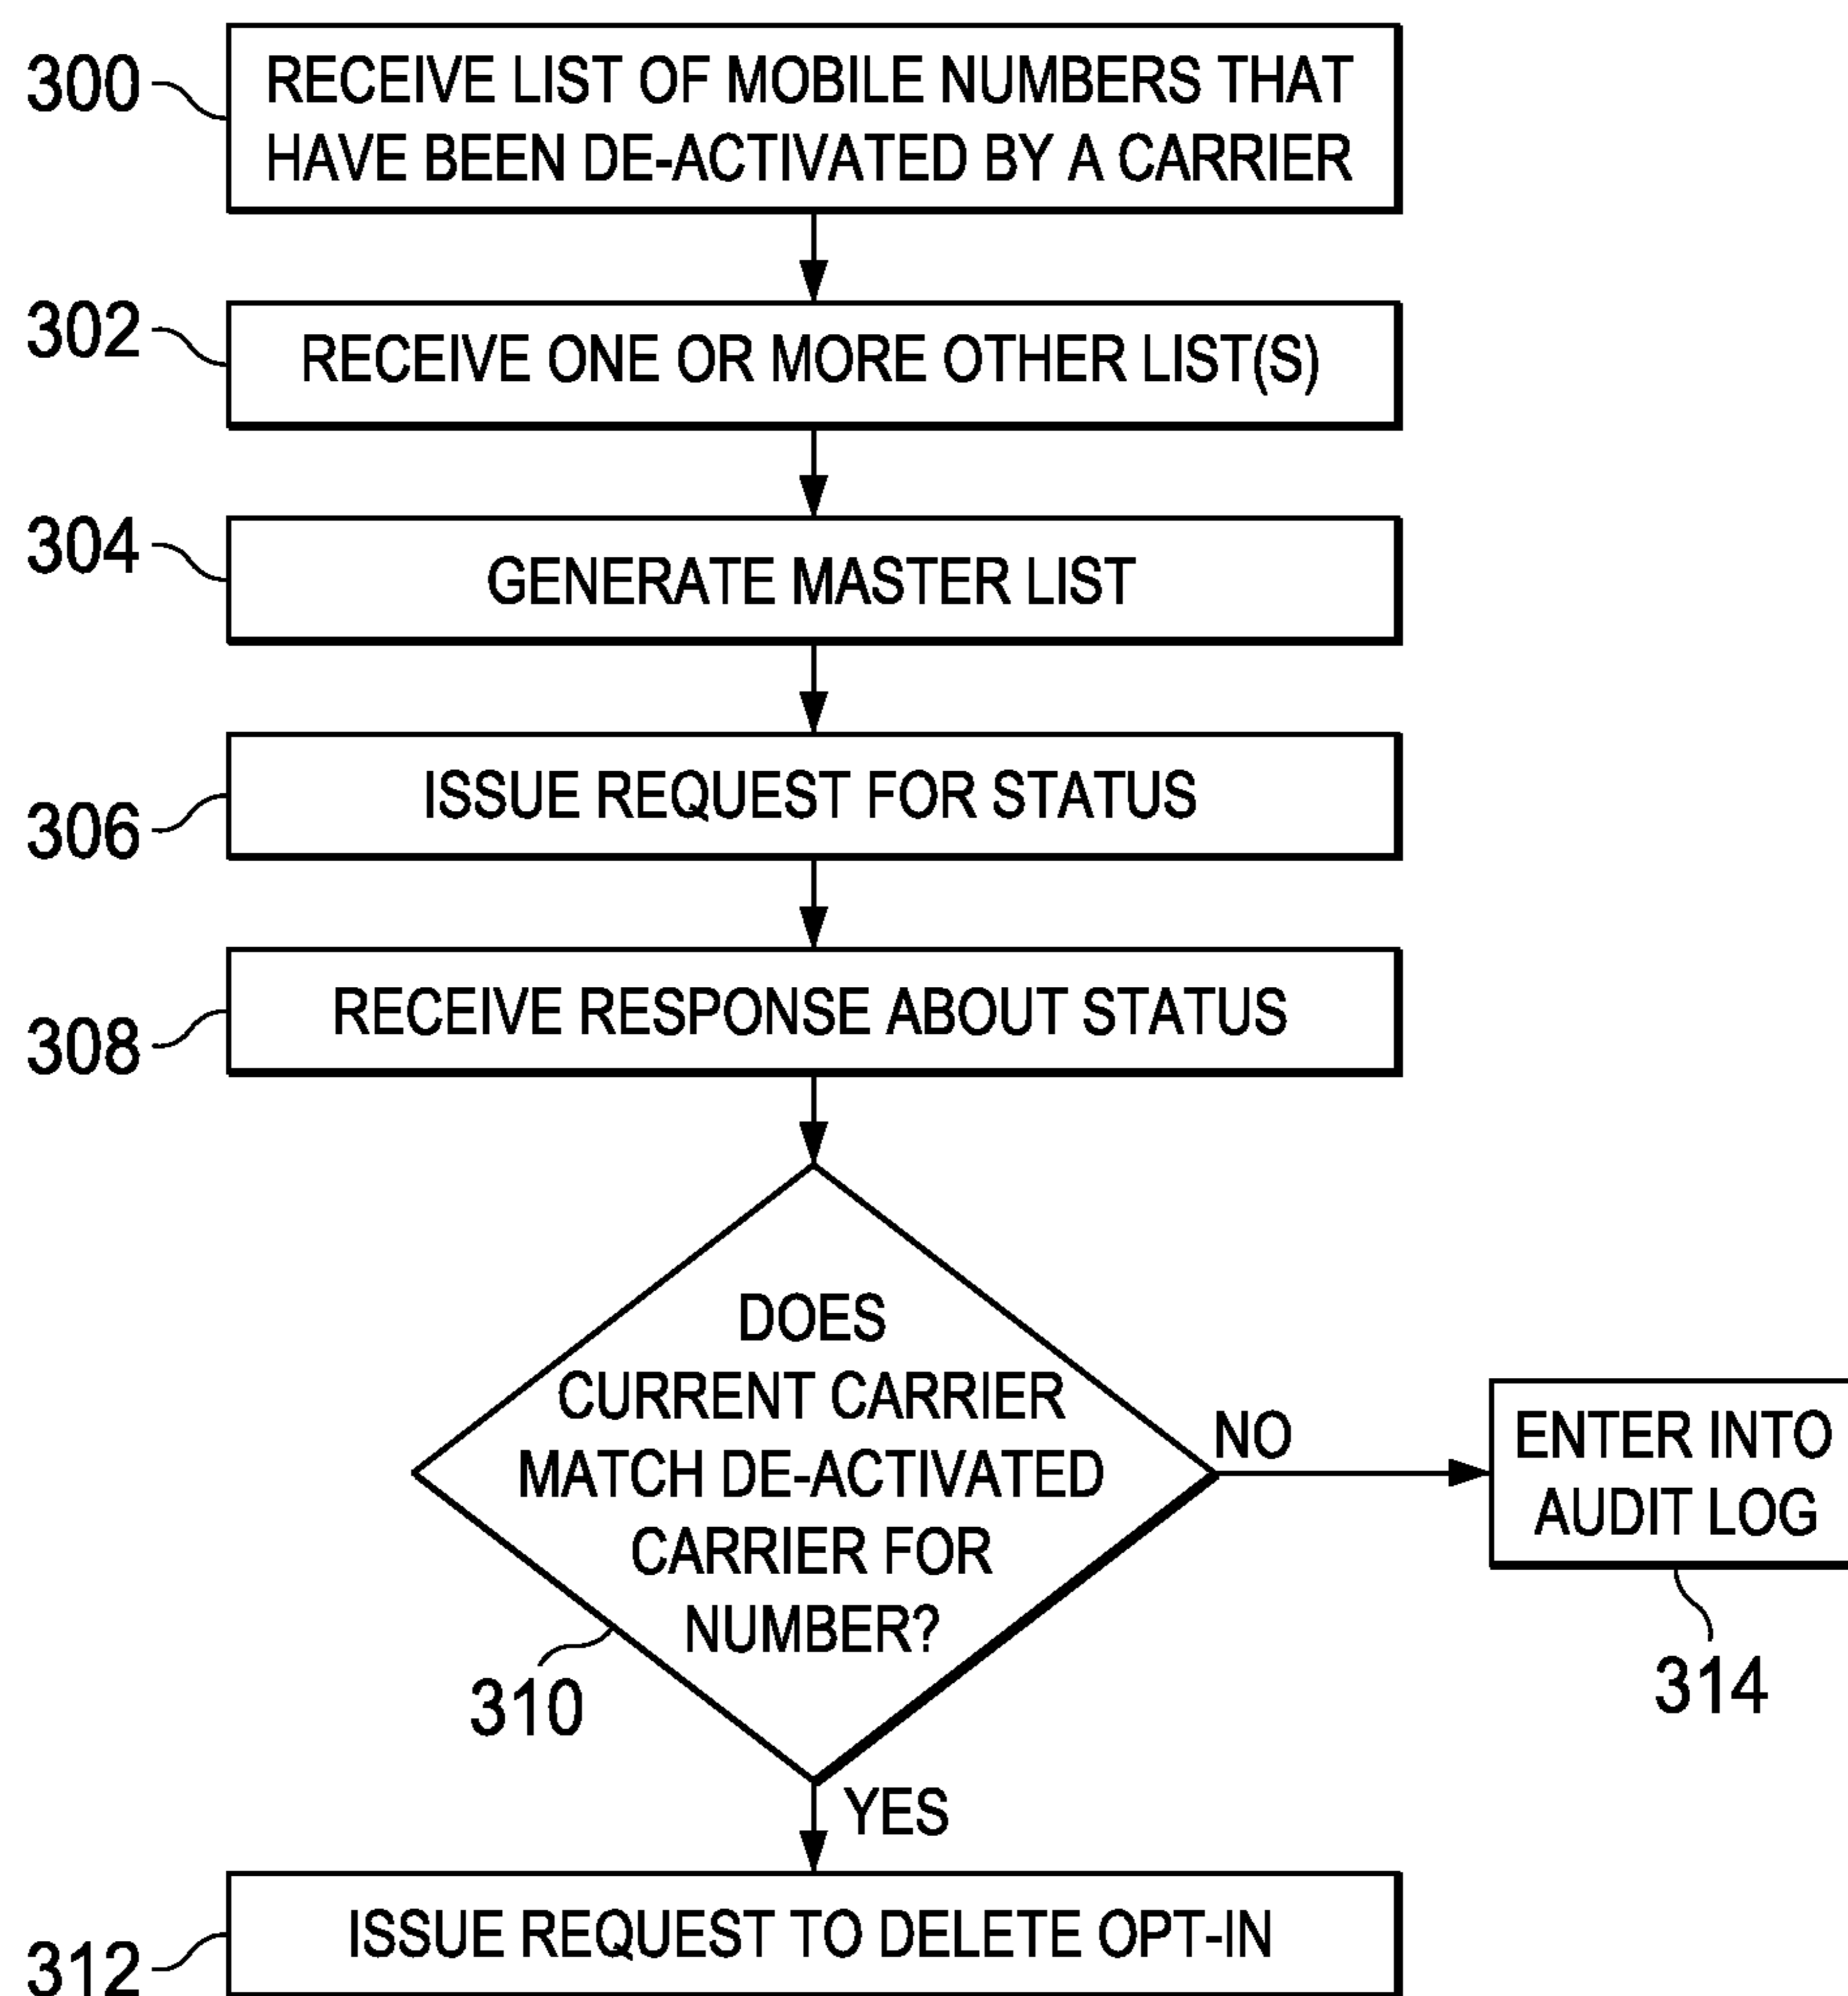 300
RECEIVE LIST OF MOBILE NUMBERS THAT
HAVE BEEN DE-ACTIVATED BY A CARRIER
302
RECEIVE ONE OR MORE OTHER LIST(S)
304
GENERATE MASTER LIST
306
ISSUE REQUEST FOR STATUS
308
RECEIVE RESPONSE ABOUT STATUS
DOES
CURRENT CARRIER
MATCH DE-ACTIVATED
CARRIER FOR
NUMBER?
310
NO
ENTER INTO
AUDIT LOG
314
YES
312
ISSUE REQUEST TO DELETE OPT-IN